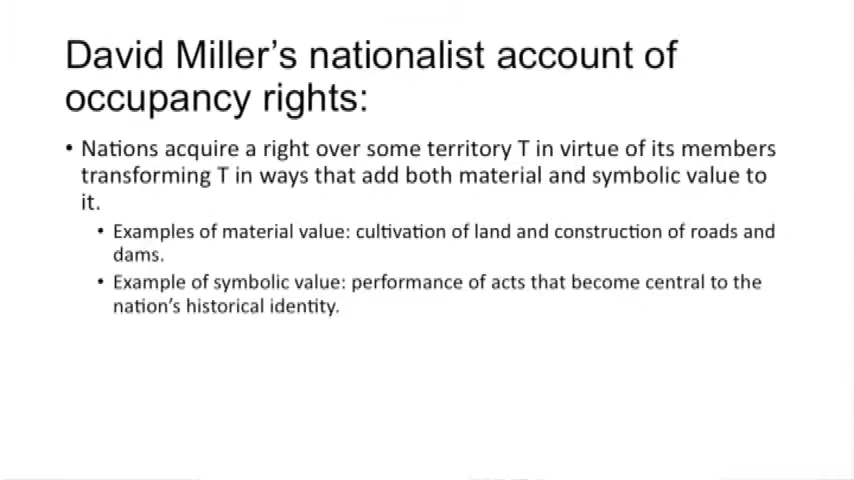 David Miller's nationalist account of
occupancy rights:
• Nations acquire a right over some territory T in virtue of its members
transforming T in ways that add both material and symbolic value to
it.
• Examples of material value: cultivation of land and construction of roads and
dams.
• Example of symbolic value: performance of acts that become central to the
nation's historical identity.